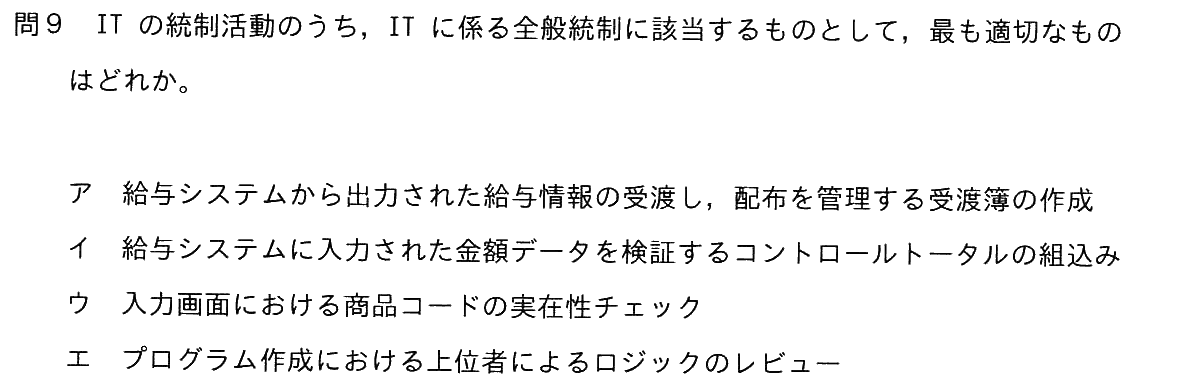 問９　IT の統制活動のうち，IT に係る全般統制に該当するものとして，最も適切なもの
はどれか。
ア　給与システムから出力された給与情報の受渡し，配布を管理する受渡簿の作成
イ　給与システムに入力された金額データを検証するコントロールトータルの組込み
ウ　入力画面における商品コードの実在性チェック
エ　プログラム作成における上位者によるロジックのレビュー